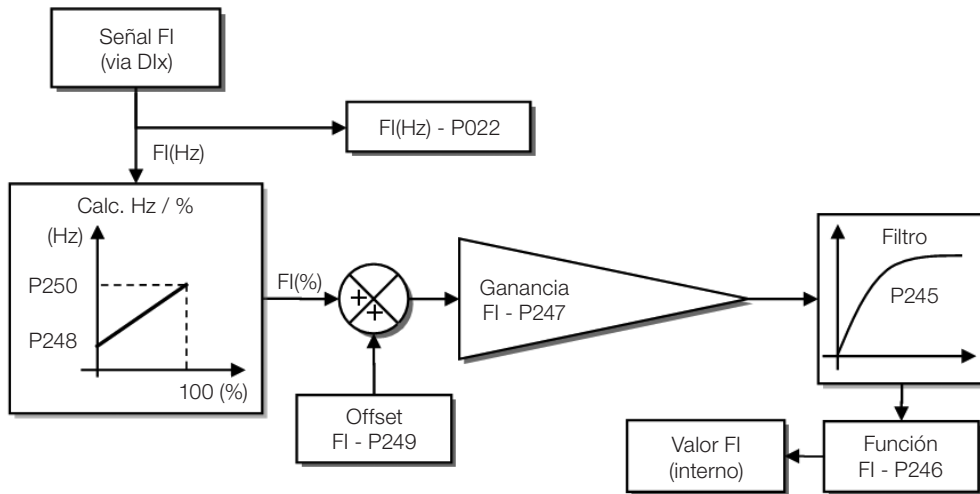 Señal FI
(via DIx)
FI(Hz) - P022
FI(Hz)
Calc. Hz / %
(Hz)
P250
P248
100 (%)
FI(%)
+
+
Offset
FI - P249
Ganancia
FI - P247
Filtro
P245
Función
FI - P246
Valor FI
(interno)